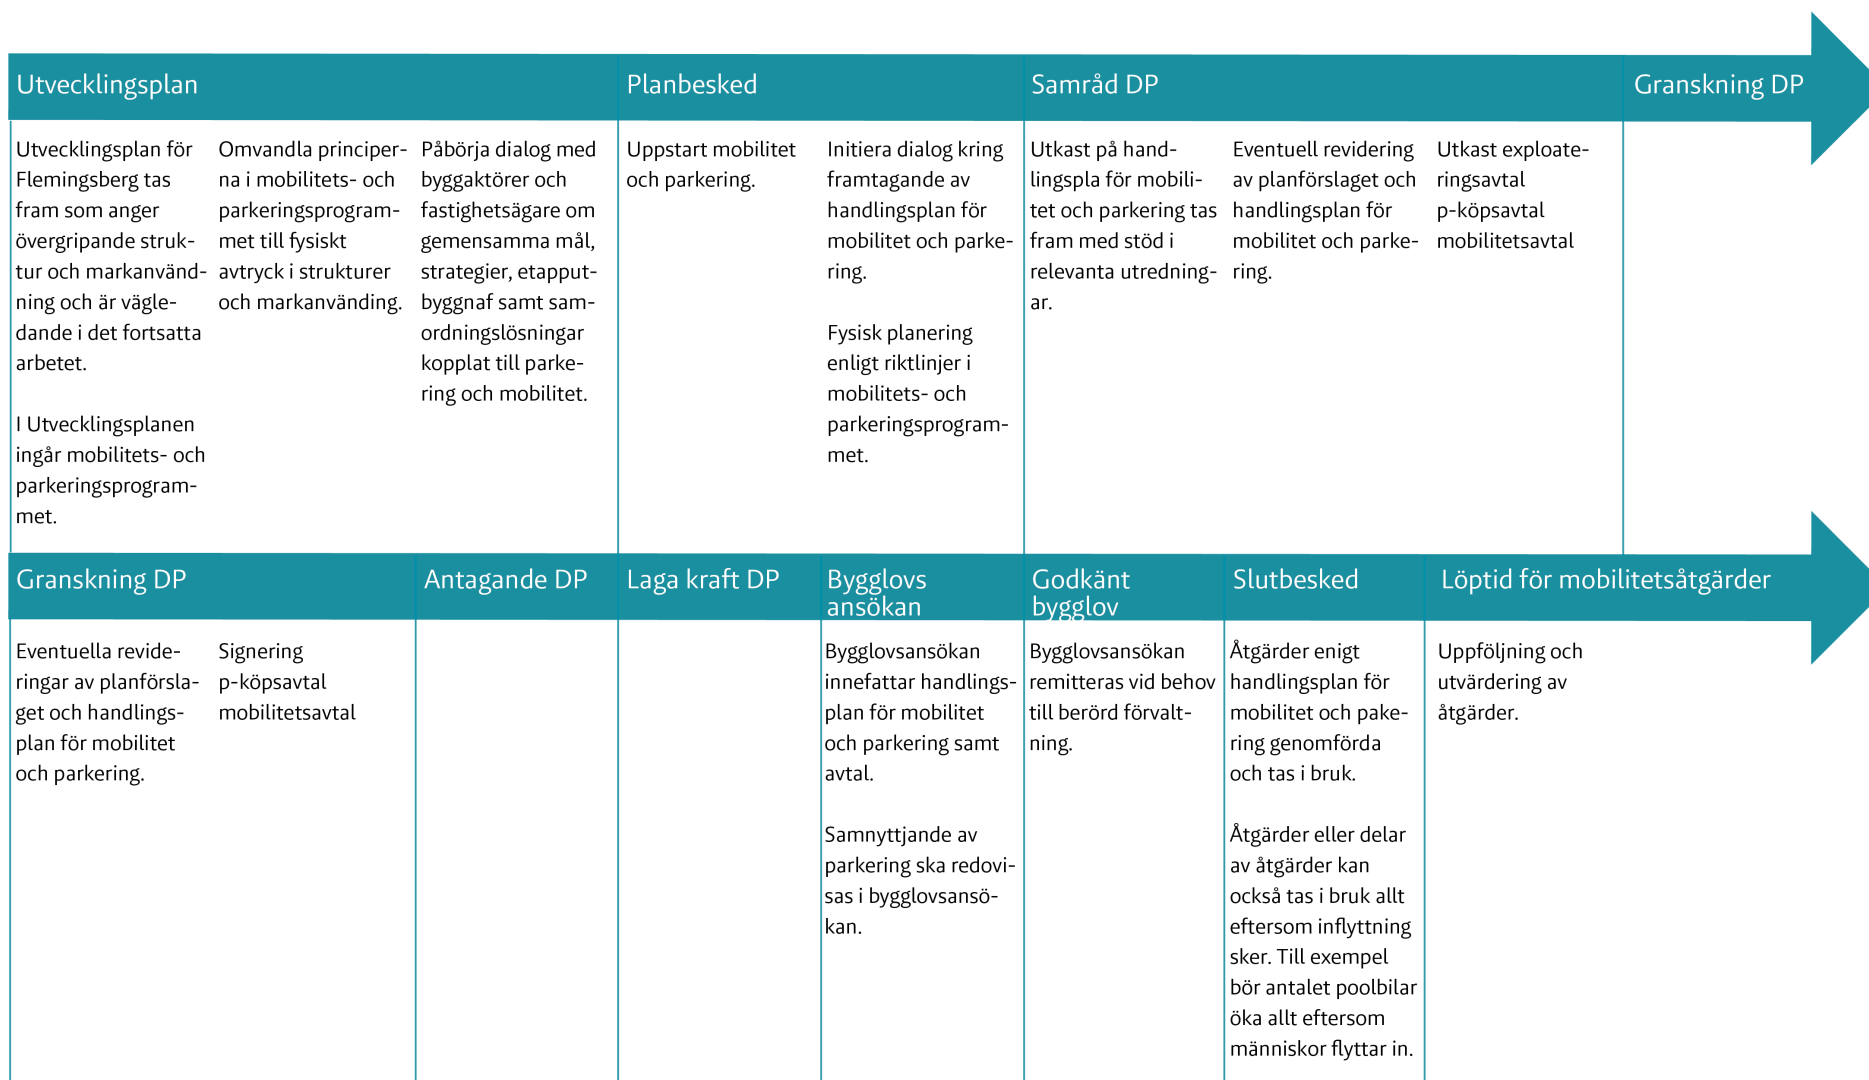 Utvecklingsplan
Planbesked
Samråd DP
Granskning DP
Utvecklingsplan för
Flemingsberg tas
fram som anger
övergripande struk-
tur och markanvänd-
ning och är vägle-
dande i det fortsatta
arbetet.
I Utvecklingsplanen
ingår mobilitets- och
parkeringsprogram-
met.
Omvandla principer-
na i mobilitets- och
parkeringsprogram-
met till fysiskt
avtryck i strukturer
och markanvänding.
Påbörja dialog med
byggaktörer och
fastighetsägare om
gemensamma mål,
strategier, etapput-
byggnaf samt sam-
ordningslösningar
kopplat till parke-
ring och mobilitet.
Uppstart mobilitet
och parkering.
Initiera dialog kring
framtagande av
handlingsplan för
mobilitet och parke-
ring.
Fysisk planering
enligt riktlinjer i
mobilitets- och
parkeringsprogram-
met.
Utkast på hand-
lingspla för mobili-
tet och parkering tas
fram med stöd i
relevanta utredning-
ar.
Eventuell revidering
av planförslaget och
handlingsplan för
mobilitet och parke-
ring.
Utkast exploate-
ringsavtal
p-köpsavtal
mobilitetsavtal
Granskning DP
Antagande DP
Laga kraft DP
Bygglovs
ansökan
Godkänt
bygglov
Slutbesked
Löptid för mobilitetsåtgärder
Eventuella revide-
ringar av planförsla-
get och handlings-
plan för mobilitet
och parkering.
Signering
p-köpsavtal
mobilitetsavtal
Bygglovsansökan
innefattar handlings-
plan för mobilitet
och parkering samt
avtal.
Samnyttjande av
parkering ska redovi-
sas i bygglovsansö-
kan.
Bygglovsansökan
remitteras vid behov
till berörd förvalt-
ning.
Åtgärder enigt
handlingsplan för
mobilitet och pake-
ring genomförda
och tas i bruk.
Åtgärder eller delar
av åtgärder kan
också tas i bruk allt
eftersom inflyttning
sker. Till exempel
bör antalet poolbilar
öka allt eftersom
människor flyttar in.
Uppföljning och
utvärdering av
åtgärder.